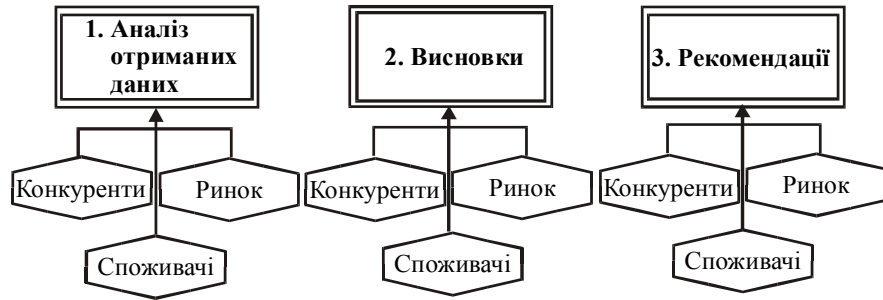 1. Аналіз
отриманих
даних
2. Висновки
3. Рекомендації
Конкуренти
Ринок
Конкуренти
Ринок
Конкуренти
Ринок
Споживачі
Споживачі
Споживачі